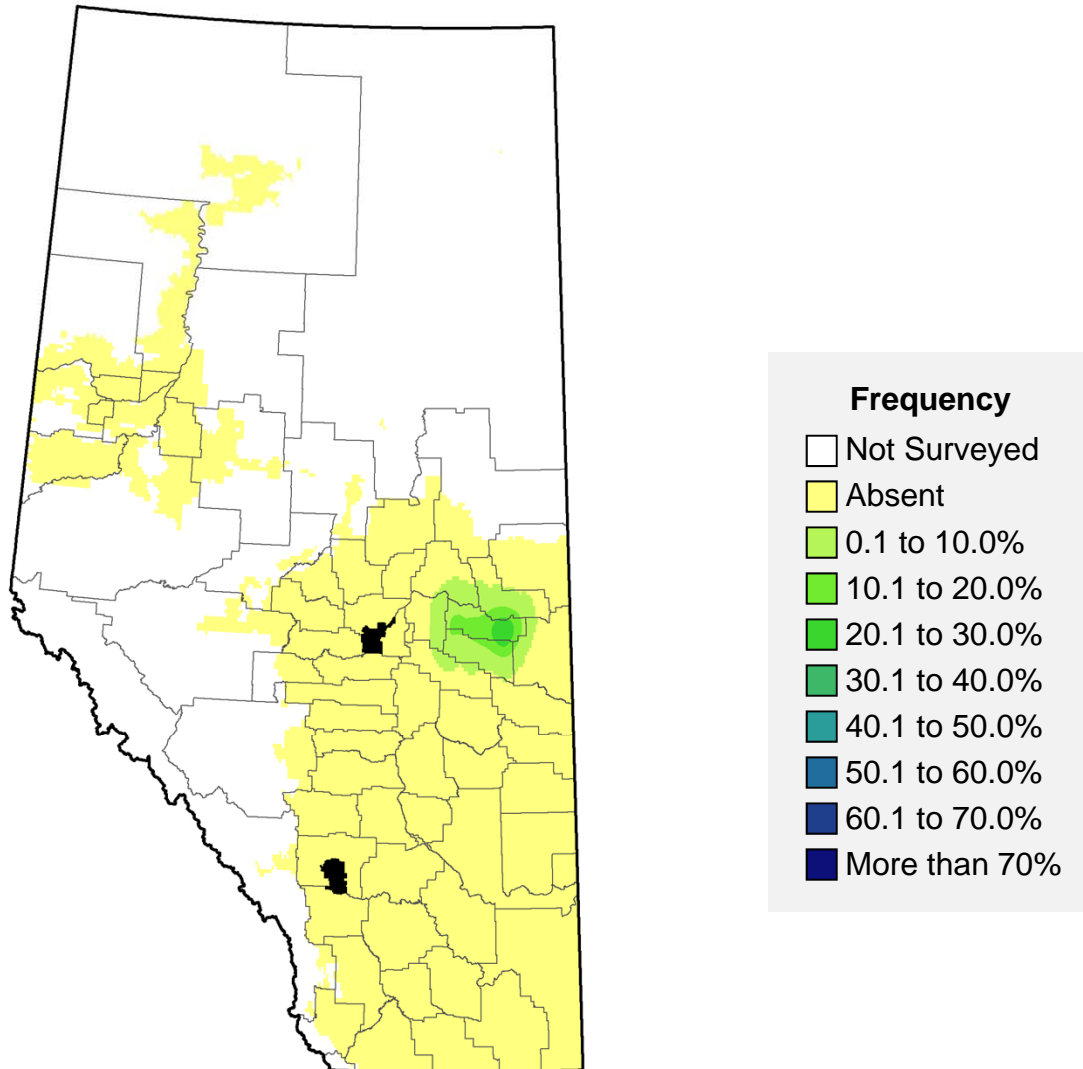 Frequency
Not Surveyed
Absent
0.1 to 10.0%
10.1 to 20.0%
20.1 to 30.0%
30.1 to 40.0%
40.1 to 50.0%
50.1 to 60.0%
60.1 to 70.0%
More than 70%